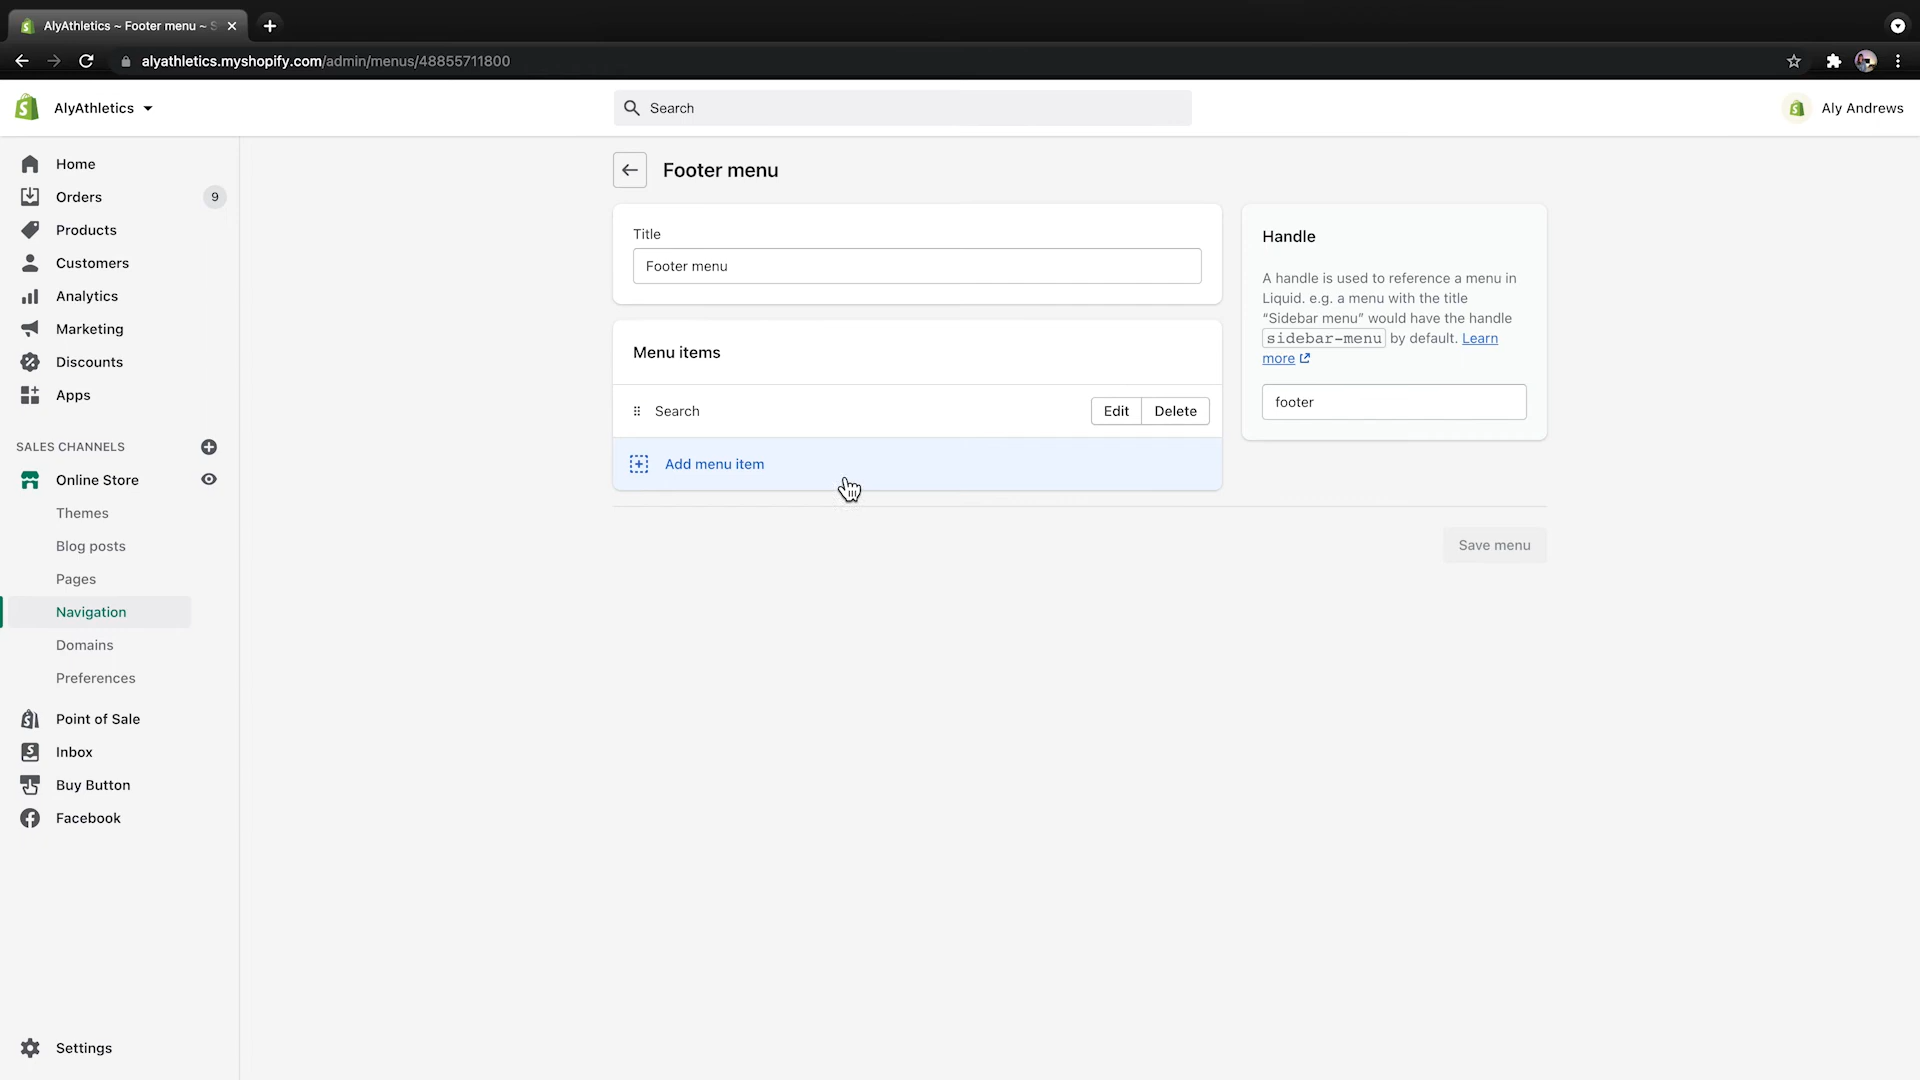 AlyAthletics ~ Footer menu ~ S
alyathletics.myshopify.com/admin/menus/48855711800
AlyAthletics
Search
Aly Andrews
Home
Orders
9
Products
Customers
Analytics
Marketing
Discounts
Apps
SALES CHANNELS
Online Store
Themes
Blog posts
Pages
Navigation
Domains
Preferences
Point of Sale
Inbox
Buy Button
Facebook
Settings
Footer menu
Title
Footer menu
Menu items
Search
Edit
Delete
Add menu item
Handle
A handle is used to reference a menu in
Liquid. e.g. a menu with the title
“Sidebar menu” would have the handle
sidebar-menu by default. Learn
more
footer
Save menu